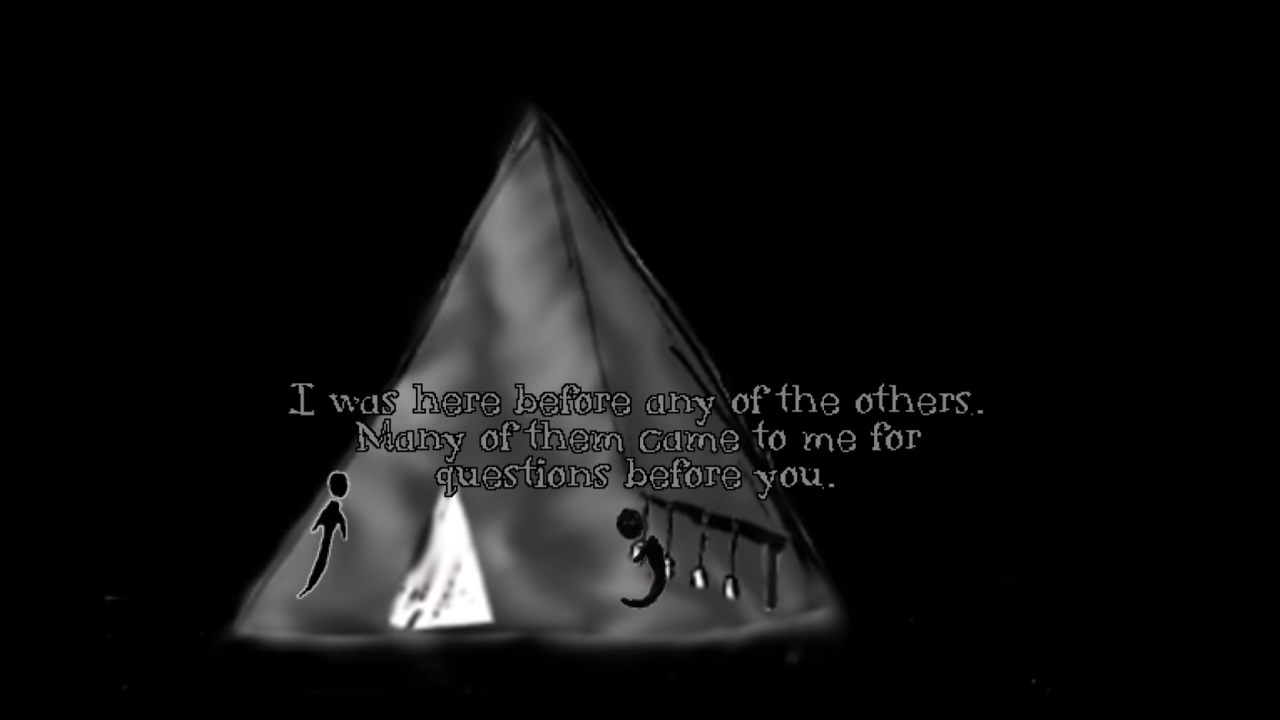 I was here before any of the others.
Many of them came to me for
questions before you.